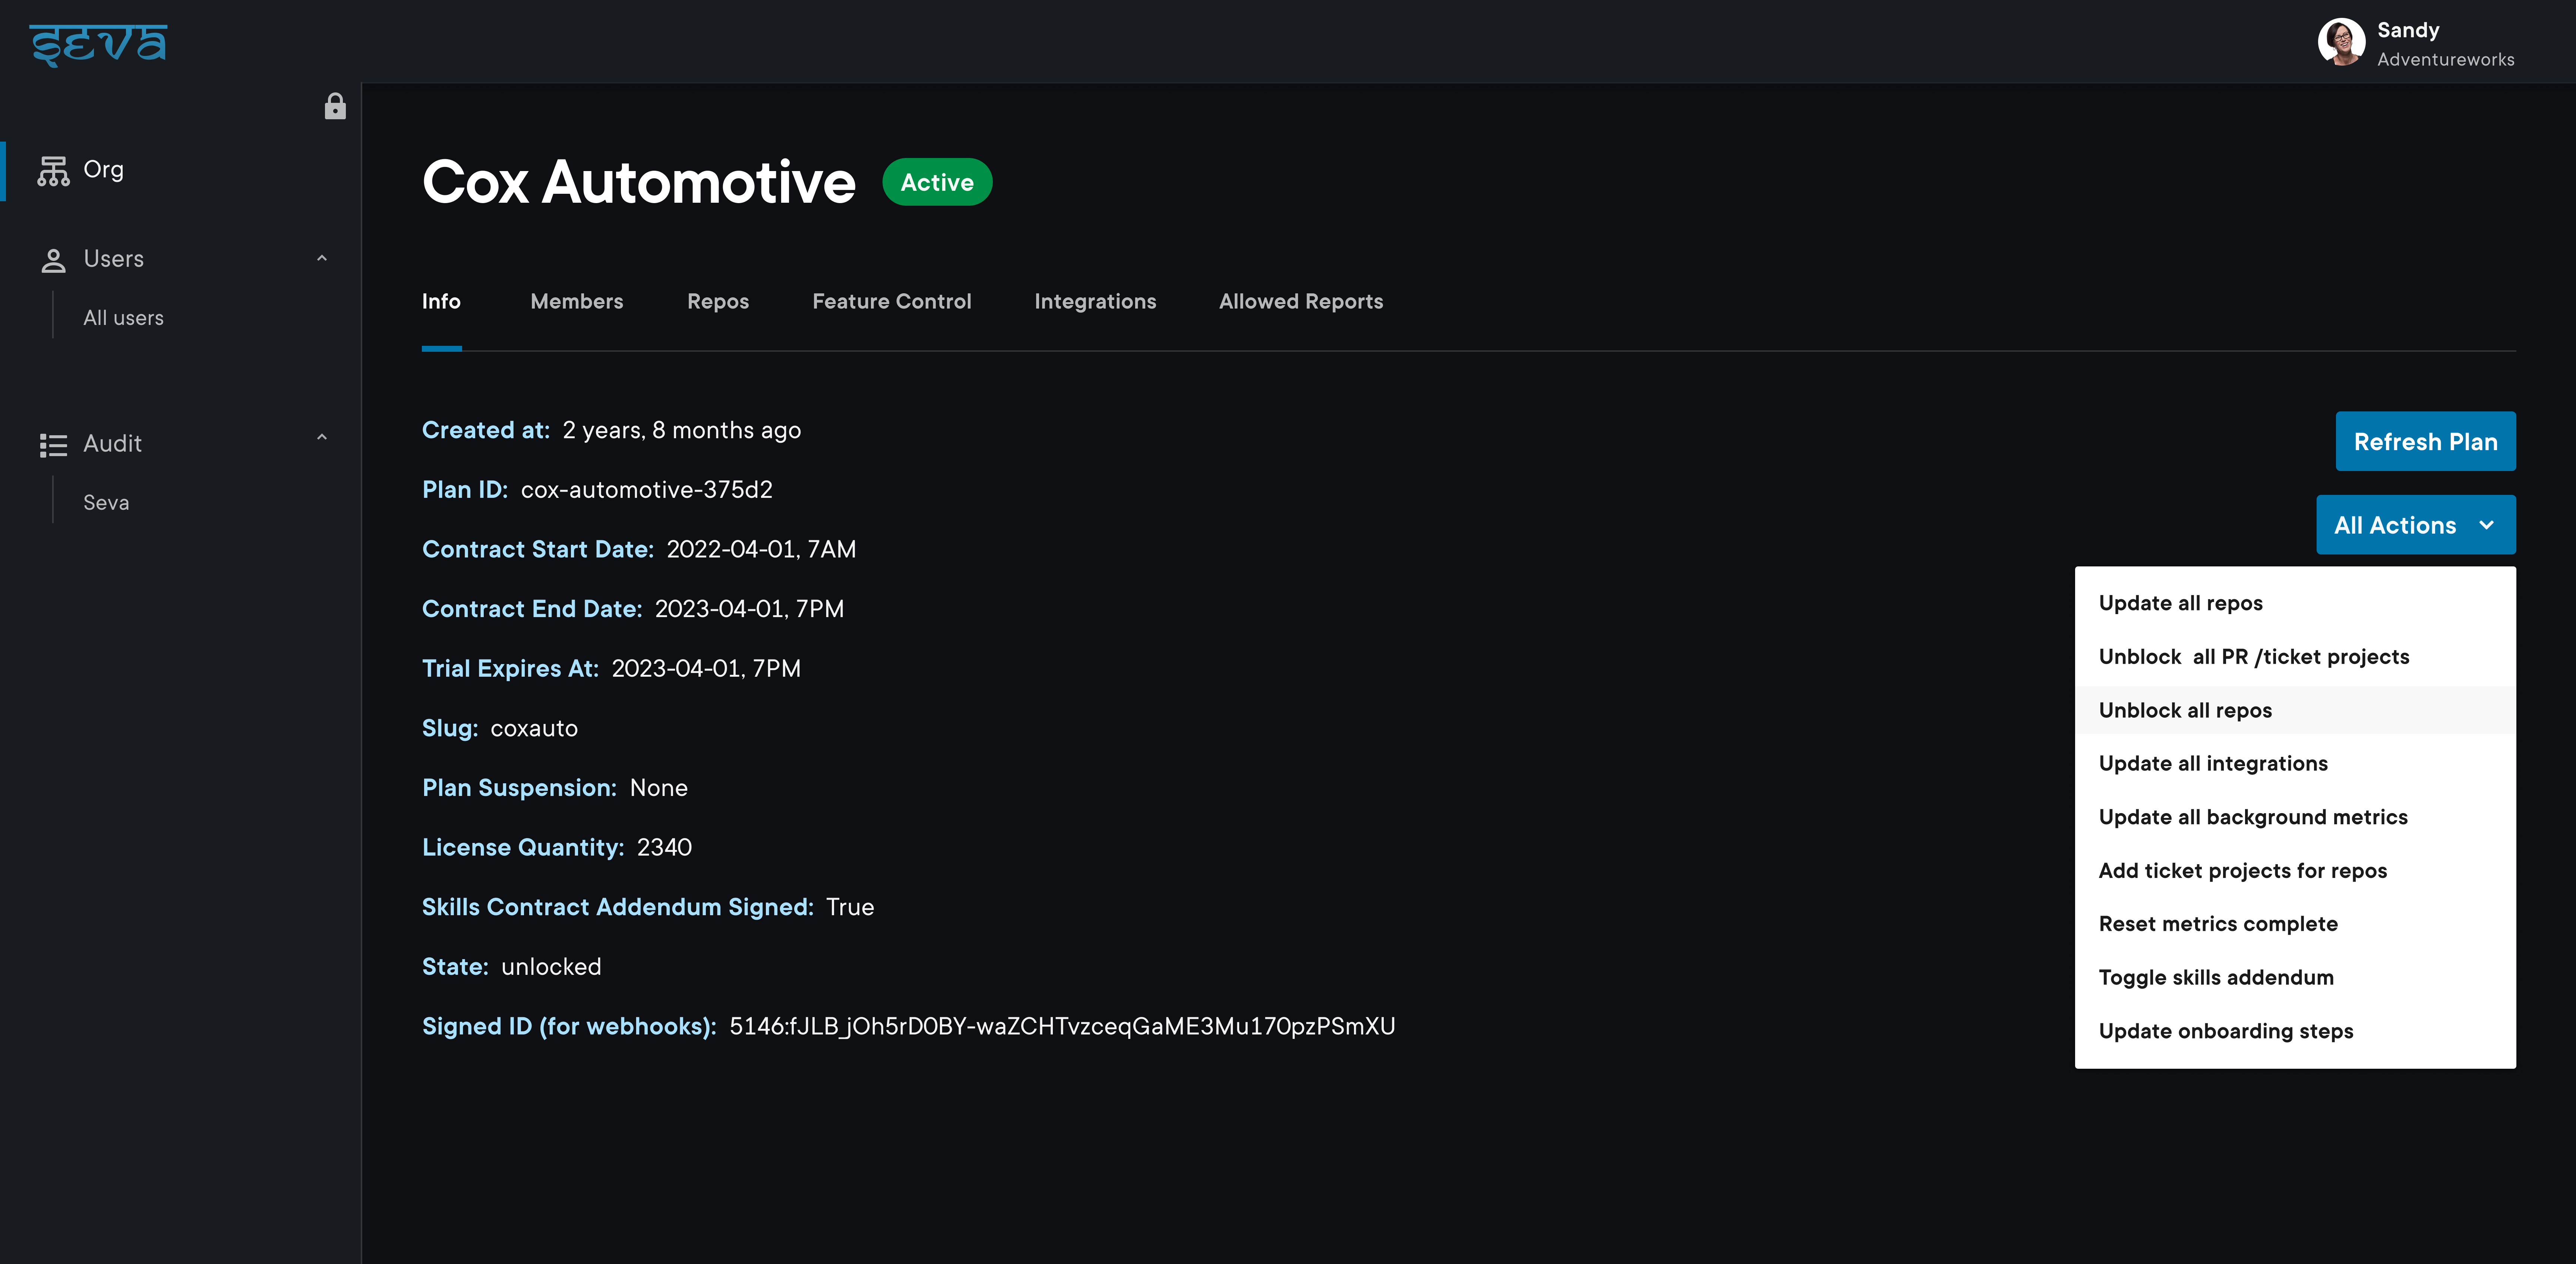 seva
Sandy
Adventureworks
Org
Users
All users
Audit
Seva
Cox Automotive
Active
Info
Members
Repos
Feature Control
Integrations
Allowed Reports
Created at: 2 years, 8 months ago
Plan ID: cox-automotive-375d2
Contract Start Date: 2022-04-01, 7AM
Contract End Date: 2023-04-01, 7PM
Trial Expires At: 2023-04-01, 7PM
Slug: coxauto
Plan Suspension: None
License Quantity: 2340
Skills Contract Addendum Signed: True
State: unlocked
Signed ID (for webhooks): 5146:fJLB_jOh5rD0BY-waZCHTvzceqGaME3Mu170pzPSmXU
Refresh Plan
All Actions
Update all repos
Unblock  all PR /ticket projects
Unblock all repos
Update all integrations
Update all background metrics
Add ticket projects for repos
Reset metrics complete
Toggle skills addendum
Update onboarding steps